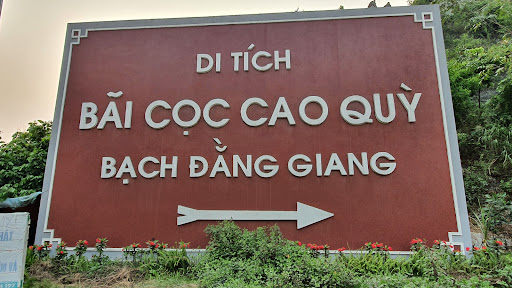 DI TÍCH
BÃI CỌC CAO QUỲ
BẠCH ĐẰNG GIANG